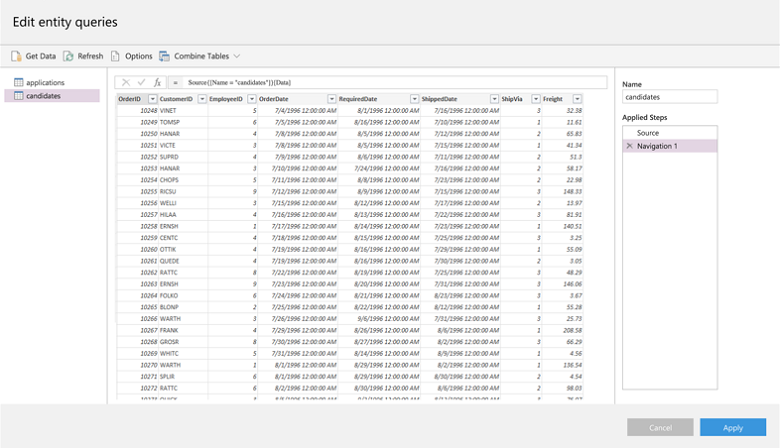 Edit entity queries
Get Data Refresh Options Combine Tables
applications
candidates
fx = Source{[Name = "candidates"]}[Data]
OrderID CustomerID EmployeeID OrderDate RequiredDate ShippedDate ShipVia Freight
10248 VINET 5 7/4/1996 12:00:00 AM 8/1/1996 12:00:00 AM 7/16/1996 12:00:00 AM 3 32.38
10249 TOMSP 6 7/5/1996 12:00:00 AM 8/16/1996 12:00:00 AM 7/10/1996 12:00:00 AM 1 11.61
10250 HANAR 4 7/8/1996 12:00:00 AM 8/5/1996 12:00:00 AM 7/12/1996 12:00:00 AM 2 65.83
10251 VICTE 3 7/8/1996 12:00:00 AM 8/5/1996 12:00:00 AM 7/15/1996 12:00:00 AM 1 41.34
10252 SUPRD 4 7/9/1996 12:00:00 AM 8/6/1996 12:00:00 AM 7/11/1996 12:00:00 AM 2 51.3
10253 HANAR 3 7/10/1996 12:00:00 AM 7/24/1996 12:00:00 AM 7/16/1996 12:00:00 AM 2 58.17
10254 CHOPS 5 7/11/1996 12:00:00 AM 8/8/1996 12:00:00 AM 7/23/1996 12:00:00 AM 2 22.98
10255 RICSU 9 7/12/1996 12:00:00 AM 8/9/1996 12:00:00 AM 7/15/1996 12:00:00 AM 3 148.33
10256 WELLI 3 7/15/1996 12:00:00 AM 8/12/1996 12:00:00 AM 7/17/1996 12:00:00 AM 2 13.97
10257 HILAA 4 7/16/1996 12:00:00 AM 8/13/1996 12:00:00 AM 7/22/1996 12:00:00 AM 3 81.91
10258 ERNSH 1 7/17/1996 12:00:00 AM 8/14/1996 12:00:00 AM 7/23/1996 12:00:00 AM 1 140.51
10259 CENTC 4 7/18/1996 12:00:00 AM 8/15/1996 12:00:00 AM 7/25/1996 12:00:00 AM 3 3.25
10260 OTTIK 4 7/19/1996 12:00:00 AM 8/16/1996 12:00:00 AM 7/29/1996 12:00:00 AM 1 55.09
10261 QUEDE 4 7/19/1996 12:00:00 AM 8/16/1996 12:00:00 AM 7/30/1996 12:00:00 AM 2 3.05
10262 RATTC 8 7/22/1996 12:00:00 AM 8/19/1996 12:00:00 AM 7/25/1996 12:00:00 AM 3 48.29
10263 ERNSH 9 7/23/1996 12:00:00 AM 8/20/1996 12:00:00 AM 7/31/1996 12:00:00 AM 3 146.06
10264 FOLKO 6 7/24/1996 12:00:00 AM 8/21/1996 12:00:00 AM 8/23/1996 12:00:00 AM 3 3.67
10265 BLONP 2 7/25/1996 12:00:00 AM 8/22/1996 12:00:00 AM 8/12/1996 12:00:00 AM 1 55.28
10266 WARTH 3 7/26/1996 12:00:00 AM 9/6/1996 12:00:00 AM 7/31/1996 12:00:00 AM 3 25.73
10267 FRANK 4 7/29/1996 12:00:00 AM 8/26/1996 12:00:00 AM 8/6/1996 12:00:00 AM 1 208.58
10268 GROSR 8 7/30/1996 12:00:00 AM 8/27/1996 12:00:00 AM 8/2/1996 12:00:00 AM 3 66.29
10269 WHITC 5 7/31/1996 12:00:00 AM 8/14/1996 12:00:00 AM 8/9/1996 12:00:00 AM 1 4.56
10270 WARTH 1 8/1/1996 12:00:00 AM 8/29/1996 12:00:00 AM 8/2/1996 12:00:00 AM 1 136.54
10271 SPLIR 6 8/1/1996 12:00:00 AM 8/29/1996 12:00:00 AM 8/30/1996 12:00:00 AM 2 4.54
10272 RATTC 6 8/2/1996 12:00:00 AM 8/30/1996 12:00:00 AM 8/6/1996 12:00:00 AM 2 98.03
Name
candidates
Applied Steps
Source
Navigation 1
Cancel Apply